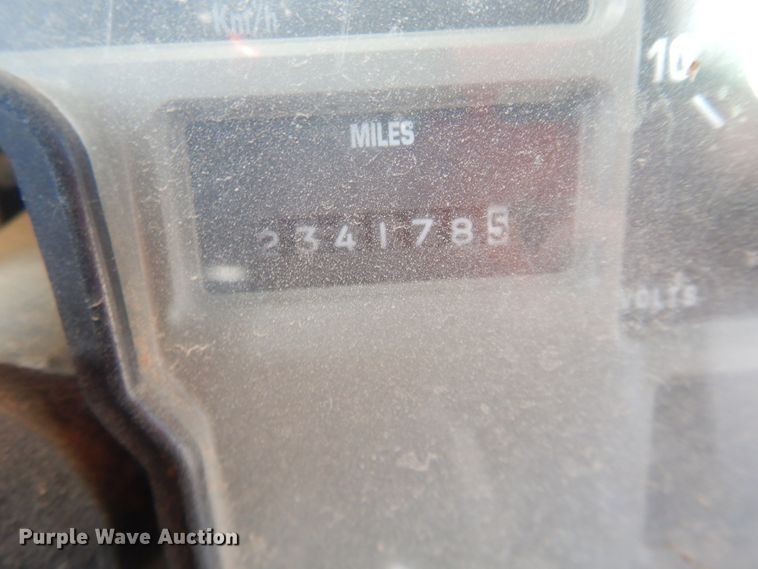 Km/h
10
MILES
2341785
VOLTS
Purple Wave Auction